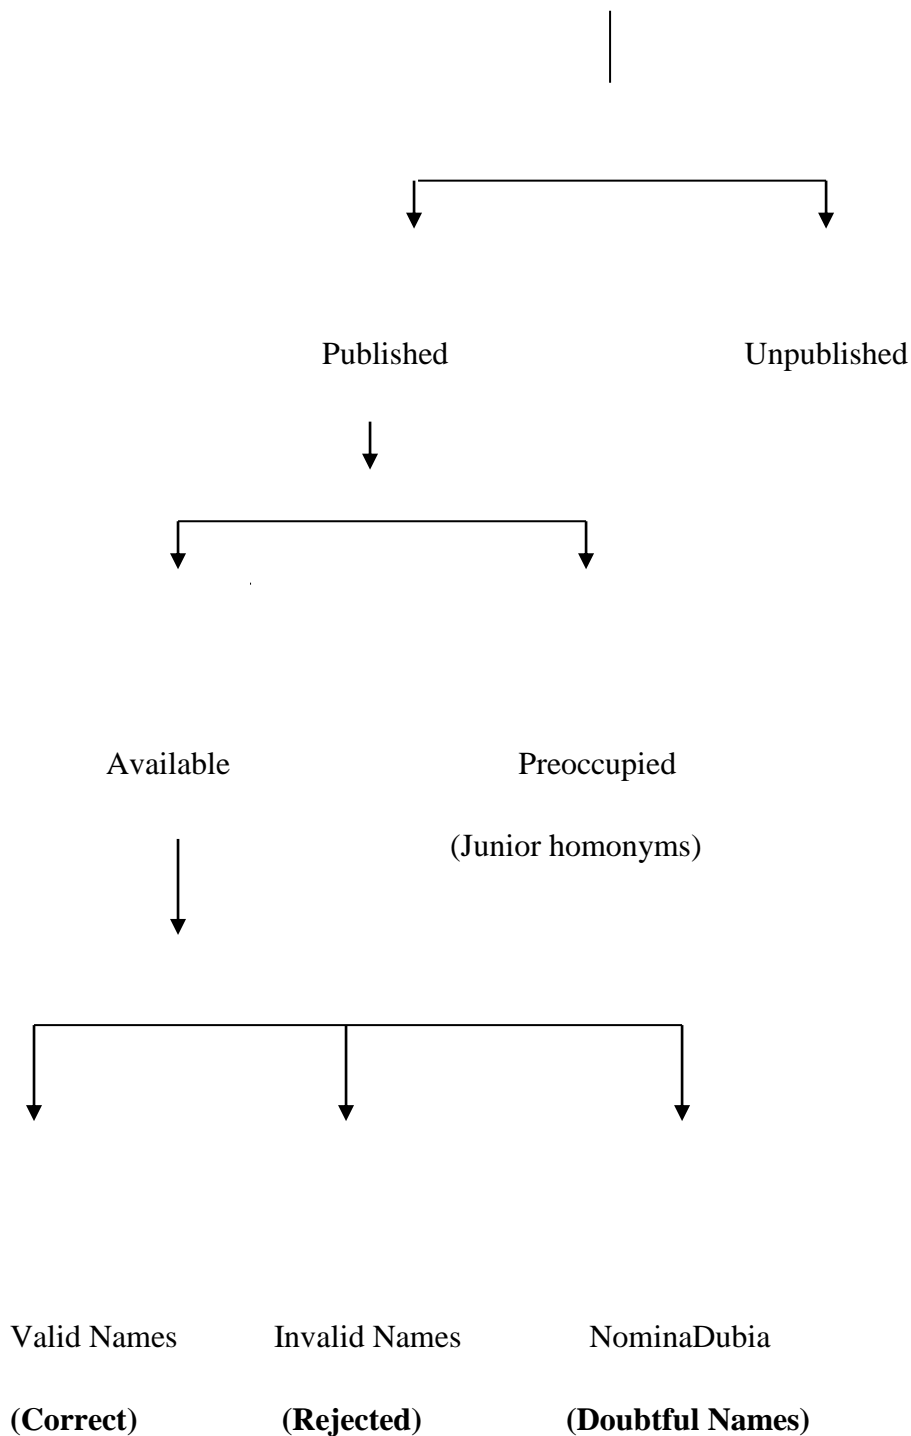 Published Unpublished
Available Preoccupied
(Junior homonyms)
Valid Names Invalid Names NominaDubia
(Correct) (Rejected) (Doubtful Names)